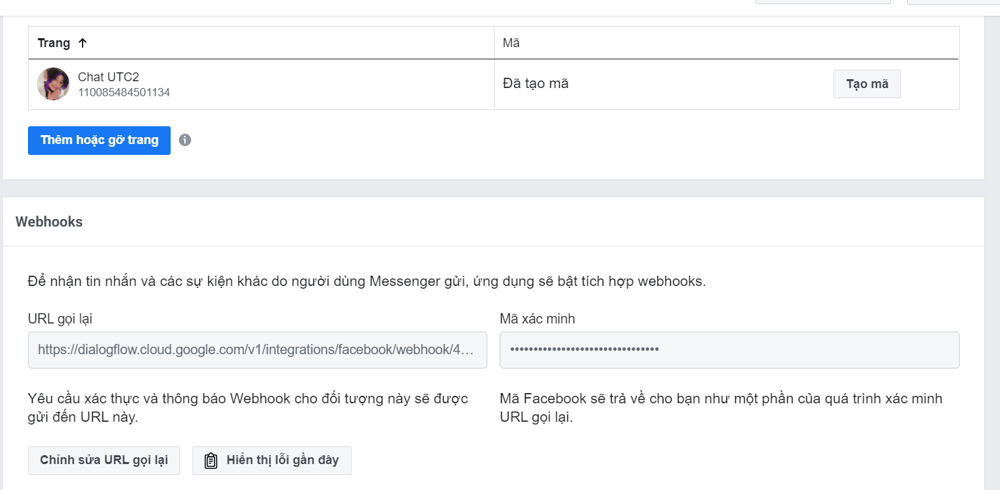 Trang ↑
Mã
Chat UTC2
110085484501134
Đã tạo mã
Tạo mã
Thêm hoặc gỡ trang
Webhooks
Để nhận tin nhắn và các sự kiện khác do người dùng Messenger gửi, ứng dụng sẽ bật tích hợp webhooks.
URL gọi lại
Mã xác minh
https://dialogflow.cloud.google.com/v1/integrations/facebook/webhook/4...
••••••••••••••••••••••••••••••••
Yêu cầu xác thực và thông báo Webhook cho đối tượng này sẽ được
gửi đến URL này.
Mã Facebook sẽ trả về cho bạn như một phần của quá trình xác minh
URL gọi lại.
Chỉnh sửa URL gọi lại
Hiển thị lỗi gần đây